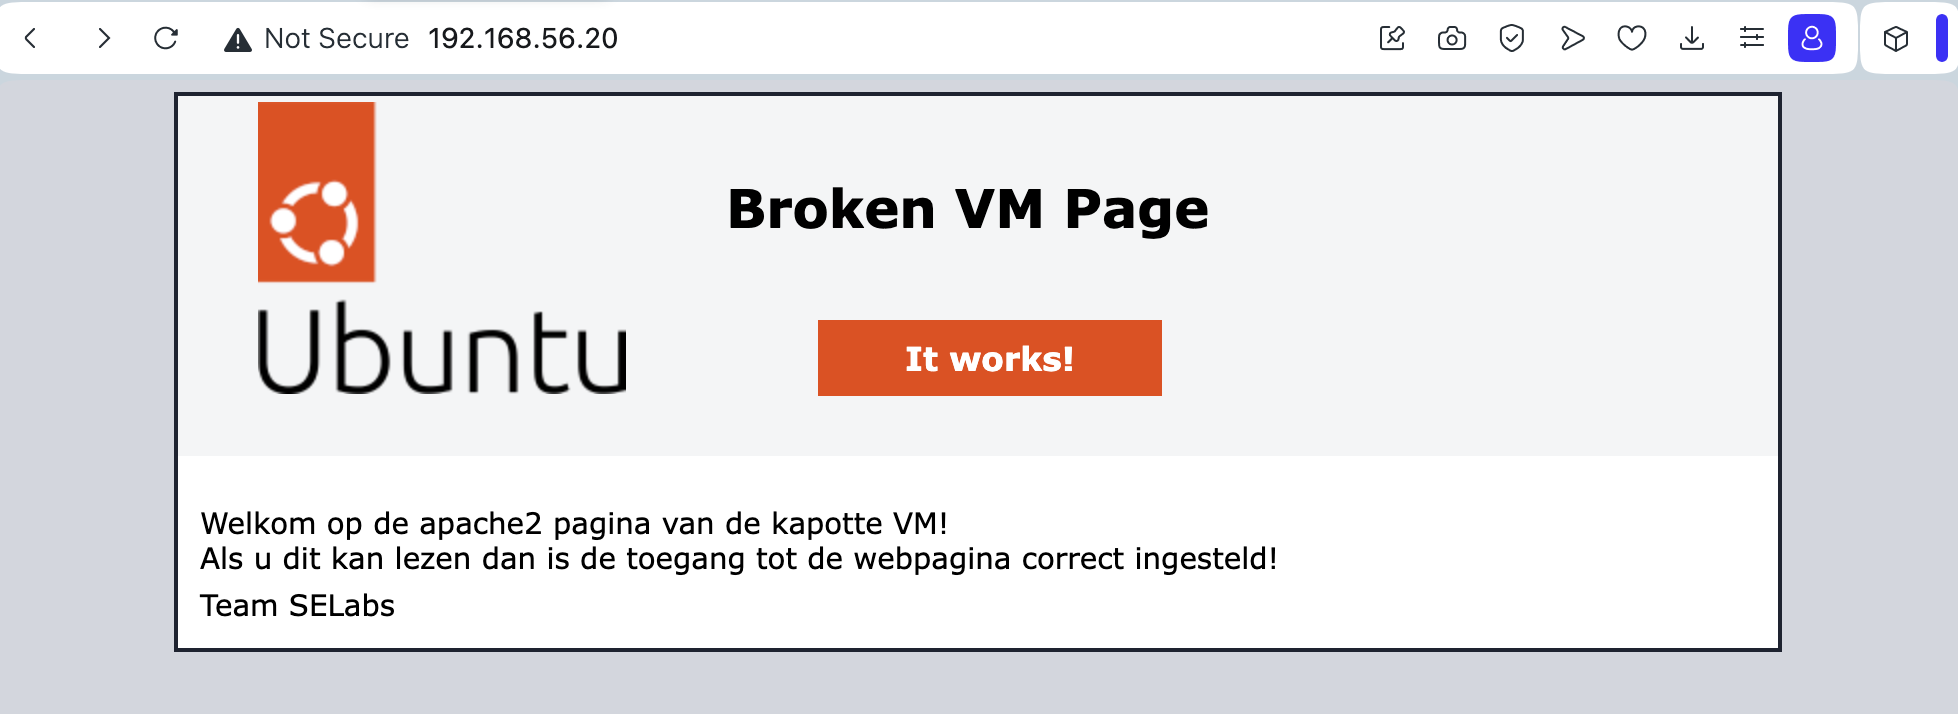 Not Secure 192.168.56.20
Ubuntu
Broken VM Page
It works!
Welkom op de apache2 pagina van de kapotte VM!
Als u dit kan lezen dan is de toegang tot de webpagina correct ingesteld!
Team SELabs